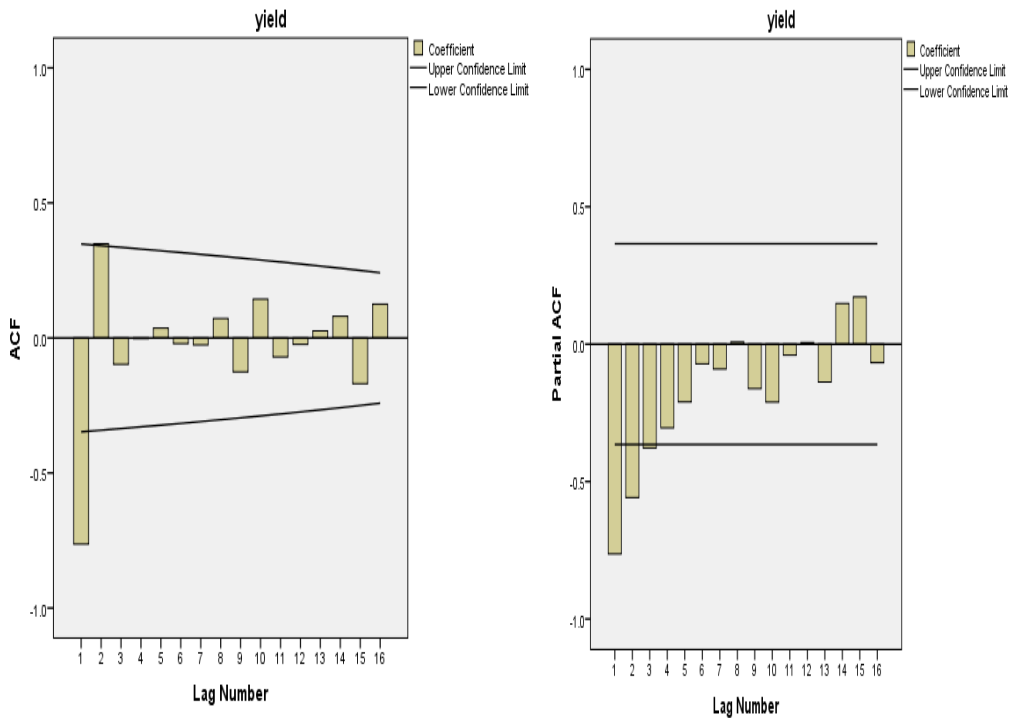 yield
Coefficient
Upper Confidence Limit
Lower Confidence Limit
1.0
0.5
0.0
-0.5
-1.0
ACF
1 2 3 4 5 6 7 8 9 10 11 12 13 14 15 16
Lag Number
yield
Coefficient
Upper Confidence Limit
Lower Confidence Limit
1.0
0.5
0.0
-0.5
-1.0
Partial ACF
1 2 3 4 5 6 7 8 9 10 11 12 13 14 15 16
Lag Number